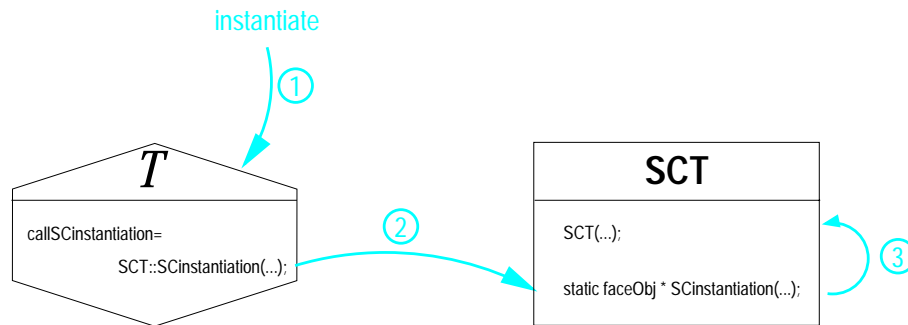 instantiate
1
T
SCT
callSCinstantiation=
SCT::SCinstantiation(...);
2
SCT(...);
3
static faceObj * SCinstantiation(...);